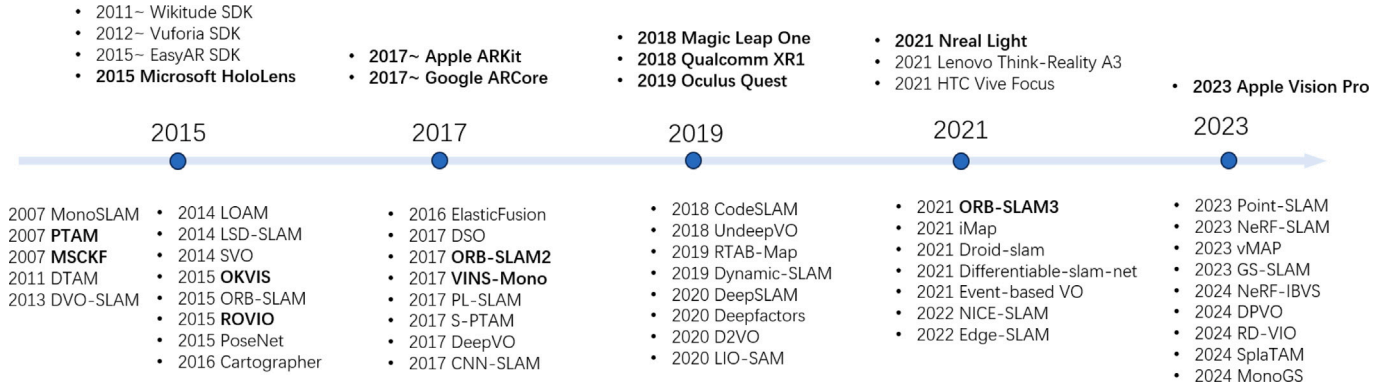 • 2011~ Wikitude SDK
• 2012~ Vuforia SDK
• 2015~ EasyAR SDK
• 2015 Microsoft HoloLens
• 2017~ Apple ARKit
• 2017~ Google ARCore
• 2018 Magic Leap One
• 2018 Qualcomm XR1
• 2019 Oculus Quest
• 2021 Nreal Light
• 2021 Lenovo Think-Reality A3
• 2021 HTC Vive Focus
• 2023 Apple Vision Pro
2015
2017
2019
2021
2023
2007 MonoSLAM
2007 PTAM
2007 MSCKF
2011 DTAM
2013 DVO-SLAM
• 2014 LOAM
• 2014 LSD-SLAM
• 2014 SVO
• 2015 OKVIS
• 2015 ORB-SLAM
• 2015 ROVIO
• 2015 PoseNet
• 2016 Cartographer
• 2016 ElasticFusion
• 2017 DSO
• 2017 ORB-SLAM2
• 2017 VINS-Mono
• 2017 PL-SLAM
• 2017 S-PTAM
• 2017 DeepVO
• 2017 CNN-SLAM
• 2018 CodeSLAM
• 2018 UndeepVO
• 2019 RTAB-Map
• 2019 Dynamic-SLAM
• 2020 DeepSLAM
• 2020 Deepfactors
• 2020 D2VO
• 2020 LIO-SAM
• 2021 ORB-SLAM3
• 2021 iMap
• 2021 Droid-slam
• 2021 Differentiable-slam-net
• 2021 Event-based VO
• 2022 NICE-SLAM
• 2022 Edge-SLAM
• 2023 Point-SLAM
• 2023 NeRF-SLAM
• 2023 vMAP
• 2023 GS-SLAM
• 2024 NeRF-IBVS
• 2024 DPVO
• 2024 RD-VIO
• 2024 SplaTAM
• 2024 MonoGS